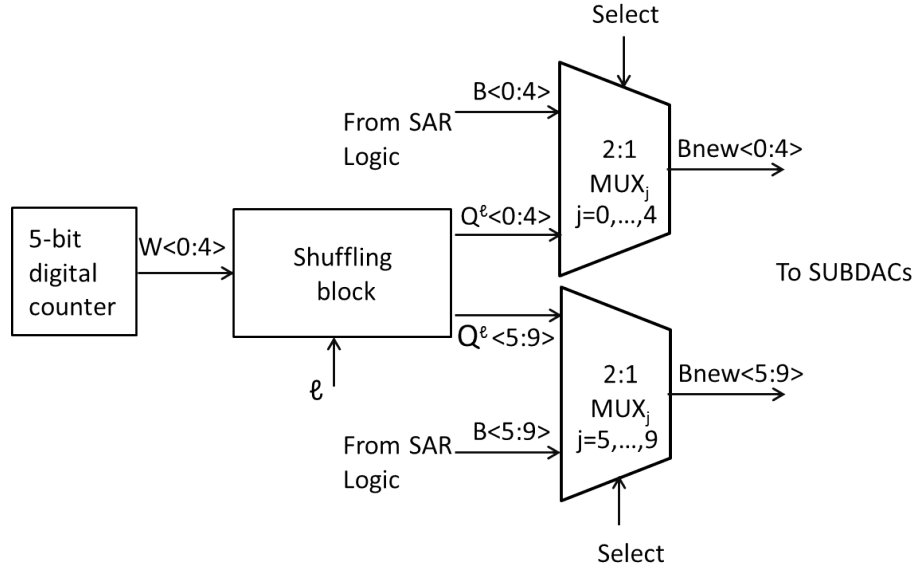 Select
B<0:4>
From SAR
Logic
2:1
MUXj
j=0,...,4
Bnew<0:4>
5-bit
digital
counter
W<0:4>
Shuffling
block
Qℓ<0:4>
Qℓ<5:9>
ℓ
To SUBDACs
2:1
MUXj
j=5,...,9
Bnew<5:9>
B<5:9>
From SAR
Logic
Select